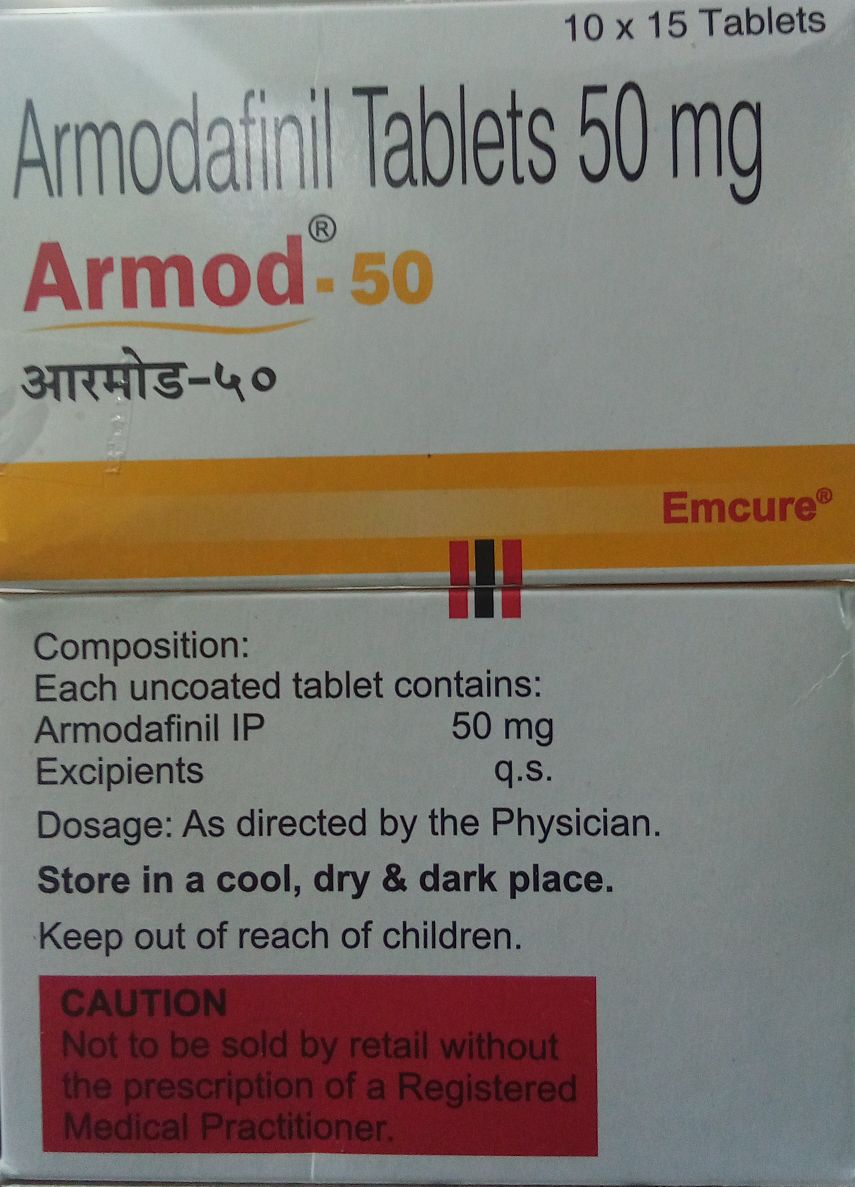 10 x 15 Tablets
Armodafinil Tablets 50 mg
Armod®-50
आरमोड-५०
Emcure®
Composition:
Each uncoated tablet contains:
Armodafinil IP 50 mg
Excipients q.s.
Dosage: As directed by the Physician.
Store in a cool, dry & dark place.
Keep out of reach of children.
CAUTION
Not to be sold by retail without
the prescription of a Registered
Medical Practitioner.